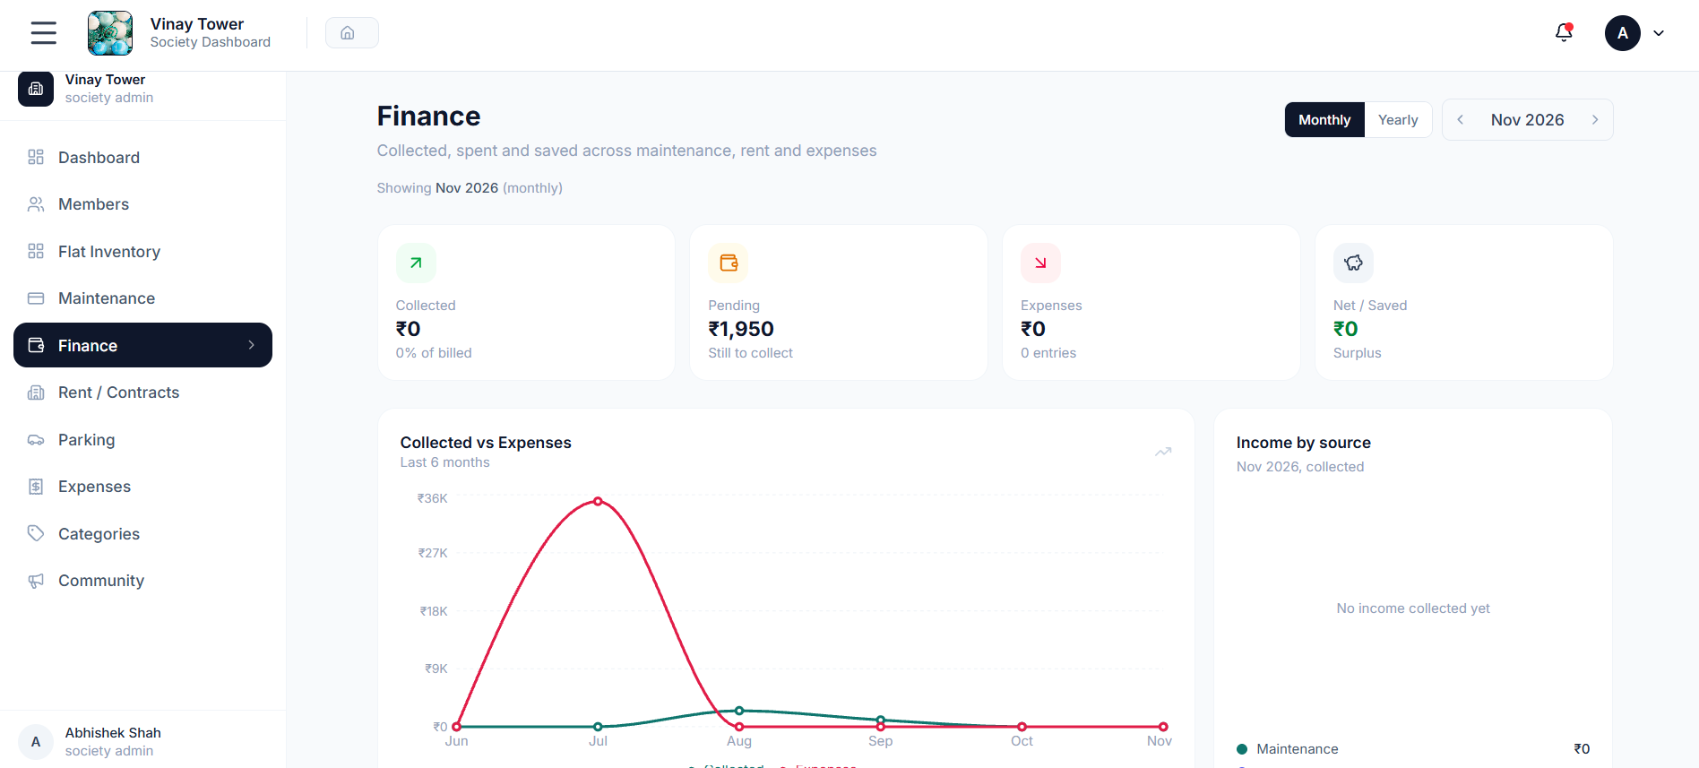 Vinay Tower
Society Dashboard
A
Vinay Tower
society admin
Dashboard
Members
Flat Inventory
Maintenance
Finance
Rent / Contracts
Parking
Expenses
Categories
Community
A
Abhishek Shah
society admin
Finance
Collected, spent and saved across maintenance, rent and expenses
Monthly
Yearly
Nov 2026
Showing Nov 2026 (monthly)
Collected
₹0
0% of billed
Pending
₹1,950
Still to collect
Expenses
₹0
0 entries
Net / Saved
₹0
Surplus
Collected vs Expenses
Last 6 months
₹36K
₹27K
₹18K
₹9K
₹0
Jun Jul Aug Sep Oct Nov
Collected Expenses
Income by source
Nov 2026, collected
No income collected yet
Maintenance ₹0